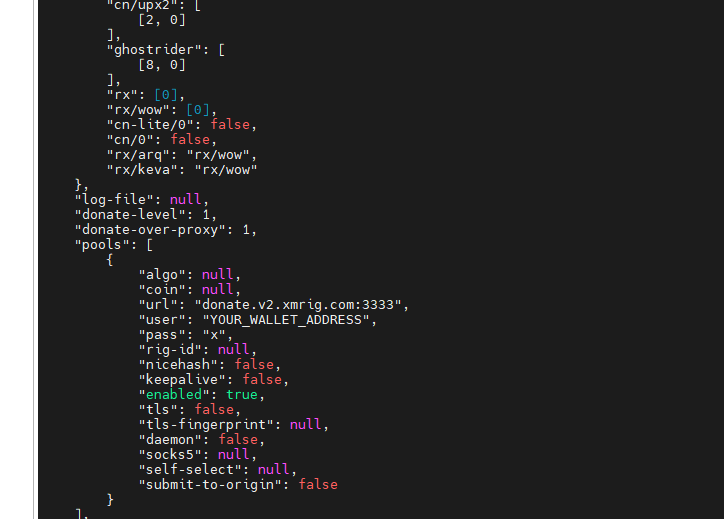 "cn/upx2": [
[2, 0]
],
"ghostrider": [
[8, 0]
],
"rx": [0],
"rx/wow": [0],
"cn-lite/0": false,
"cn/0": false,
"rx/arq": "rx/wow",
"rx/keva": "rx/wow"
},
"log-file": null,
"donate-level": 1,
"donate-over-proxy": 1,
"pools": [
{
"algo": null,
"coin": null,
"url": "donate.v2.xmrig.com:3333",
"user": "YOUR_WALLET_ADDRESS",
"pass": "x",
"rig-id": null,
"nicehash": false,
"keepalive": false,
"enabled": true,
"tls": false,
"tls-fingerprint": null,
"daemon": false,
"socks5": null,
"self-select": null,
"submit-to-origin": false
}
],